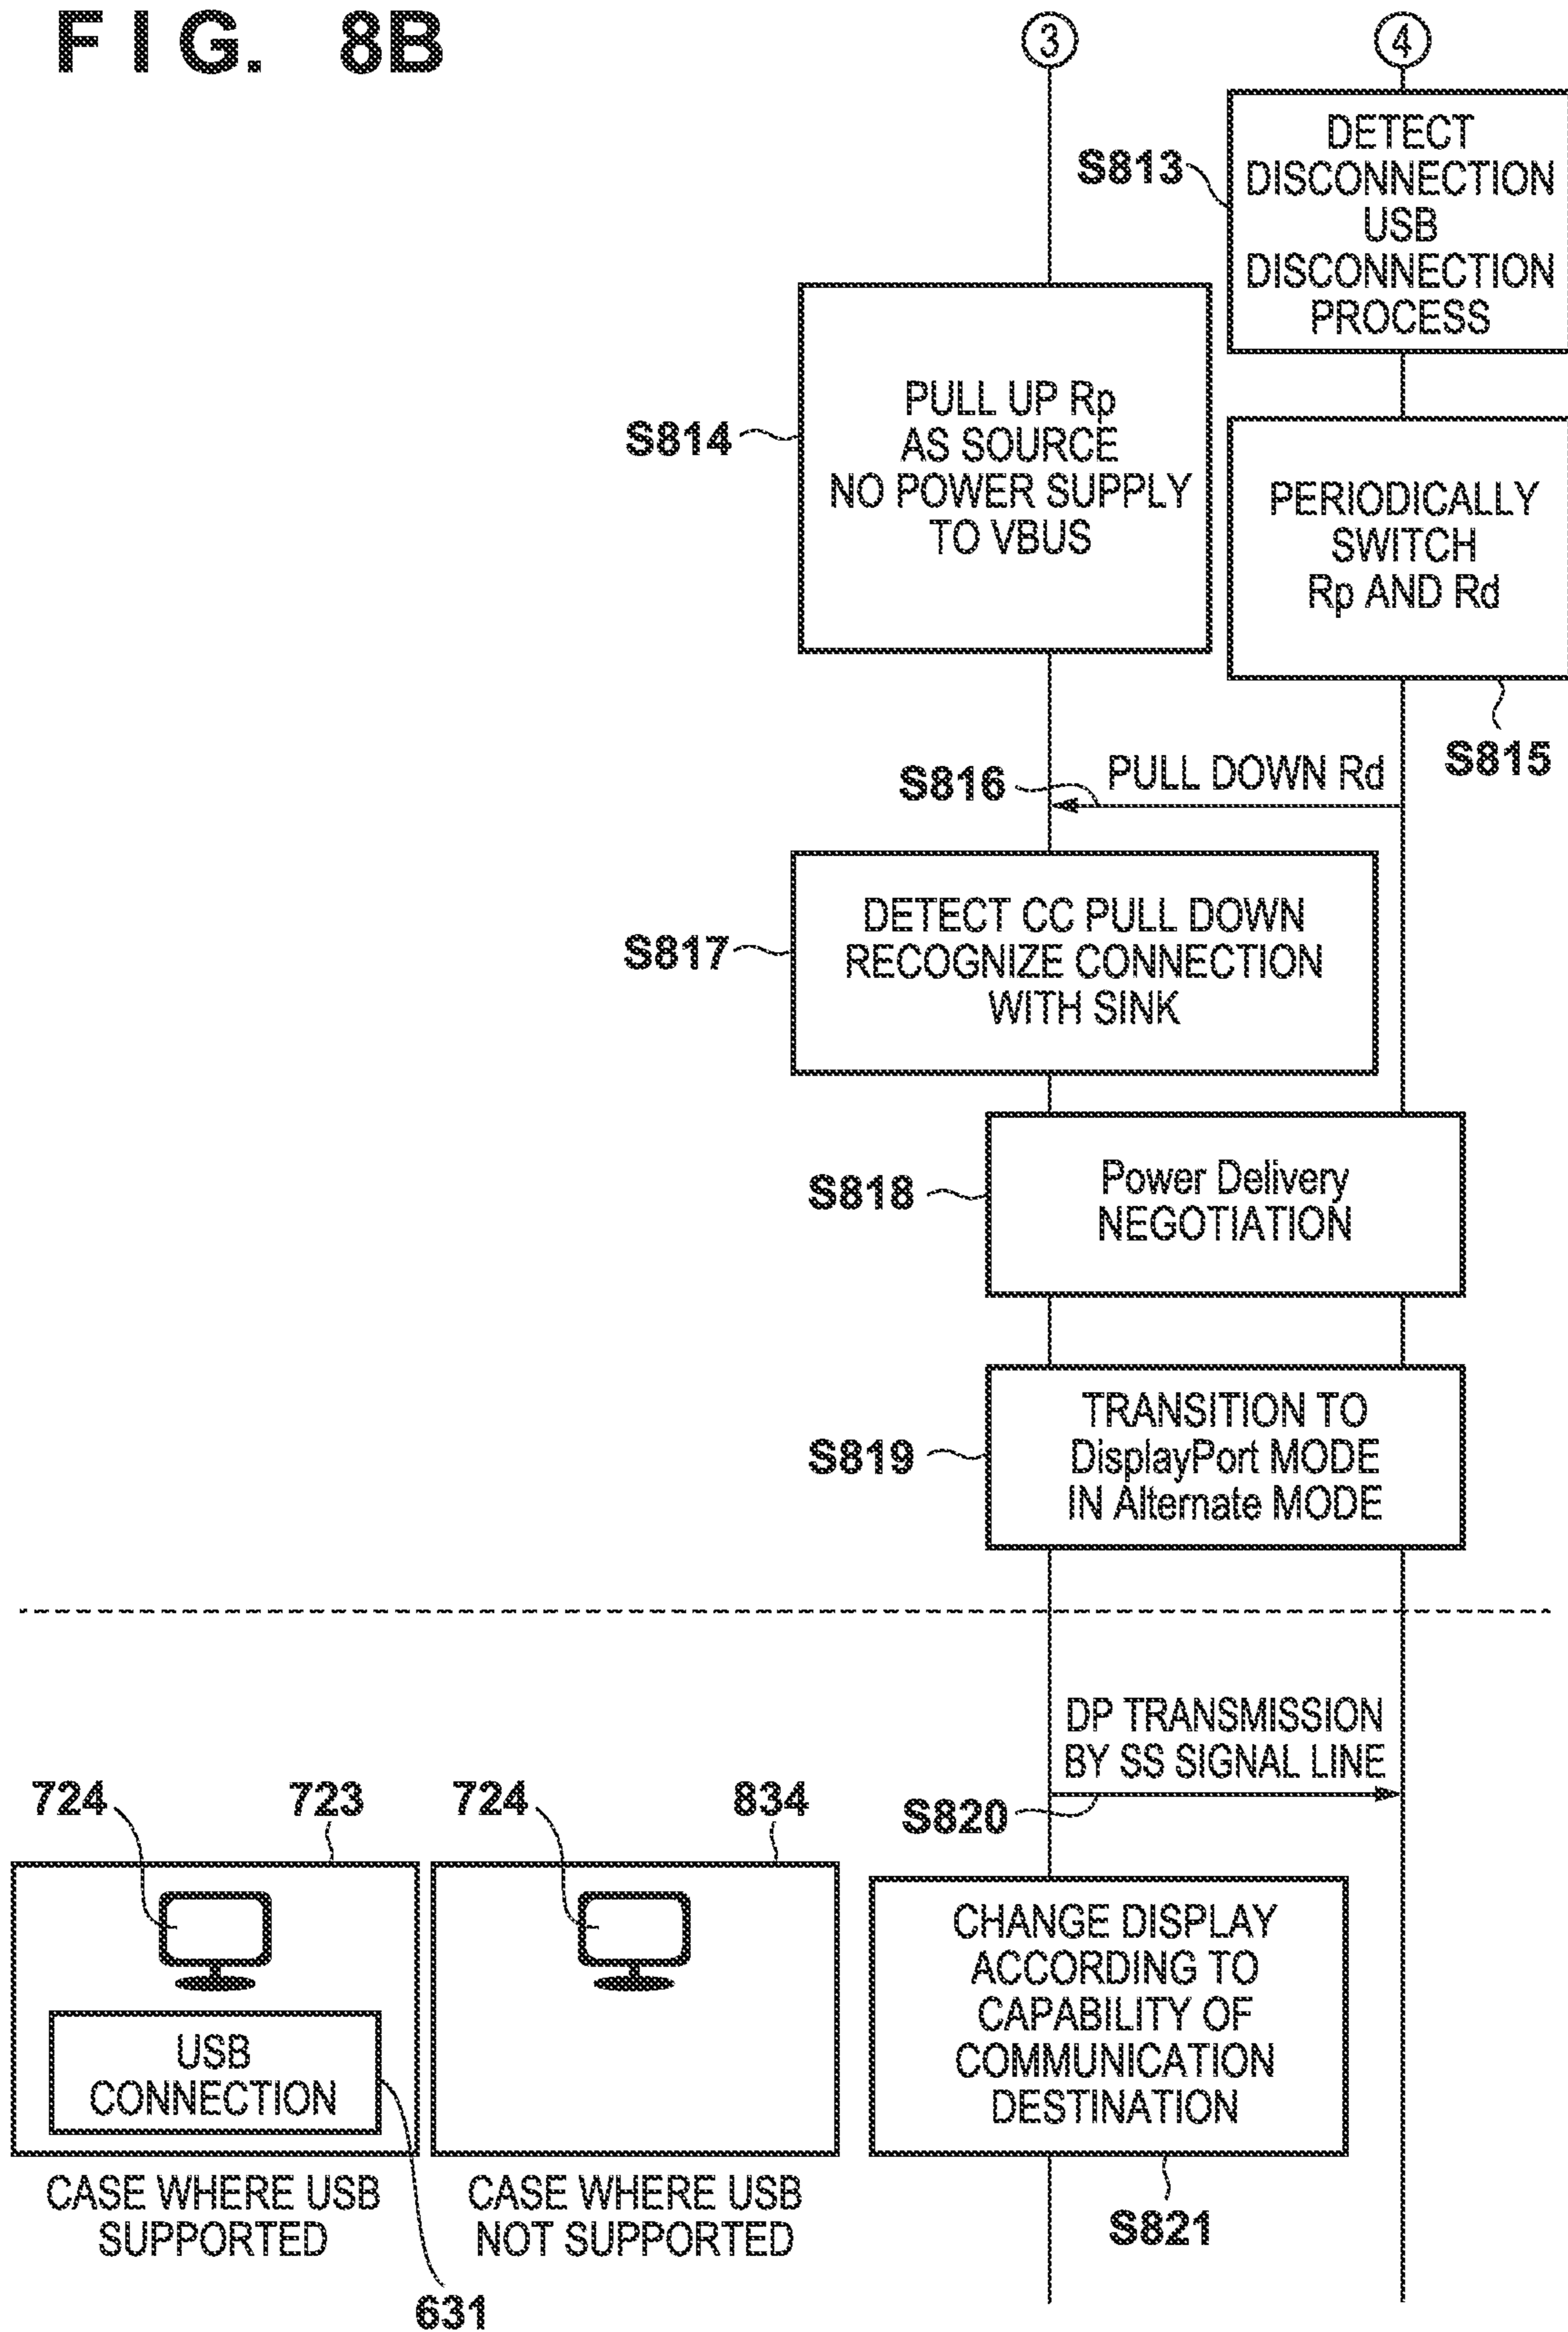 FIG. 8B
3
4
S813
DETECT
DISCONNECTION
USB
DISCONNECTION
PROCESS
S814
PULL UP Rp
AS SOURCE
NO POWER SUPPLY
TO VBUS
PERIODICALLY
SWITCH
Rp AND Rd
S815
S816
PULL DOWN Rd
S817
DETECT CC PULL DOWN
RECOGNIZE CONNECTION
WITH SINK
S818
Power Delivery
NEGOTIATION
S819
TRANSITION TO
DisplayPort MODE
IN Alternate MODE
DP TRANSMISSION
BY SS SIGNAL LINE
S820
724
723
724
834
USB
CONNECTION
CHANGE DISPLAY
ACCORDING TO
CAPABILITY OF
COMMUNICATION
DESTINATION
CASE WHERE USB
SUPPORTED
CASE WHERE USB
NOT SUPPORTED
S821
631